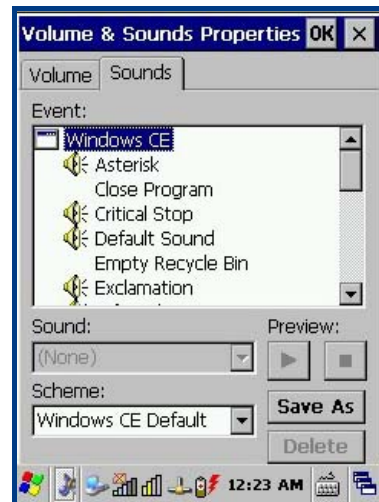 Volume & Sounds Properties OK ×
Volume Sounds
Event:
Windows CE
Asterisk
Close Program
Critical Stop
Default Sound
Empty Recycle Bin
Exclamation
Sound: Preview:
(None)
Scheme:
Windows CE Default Save As
Delete
12:23 AM